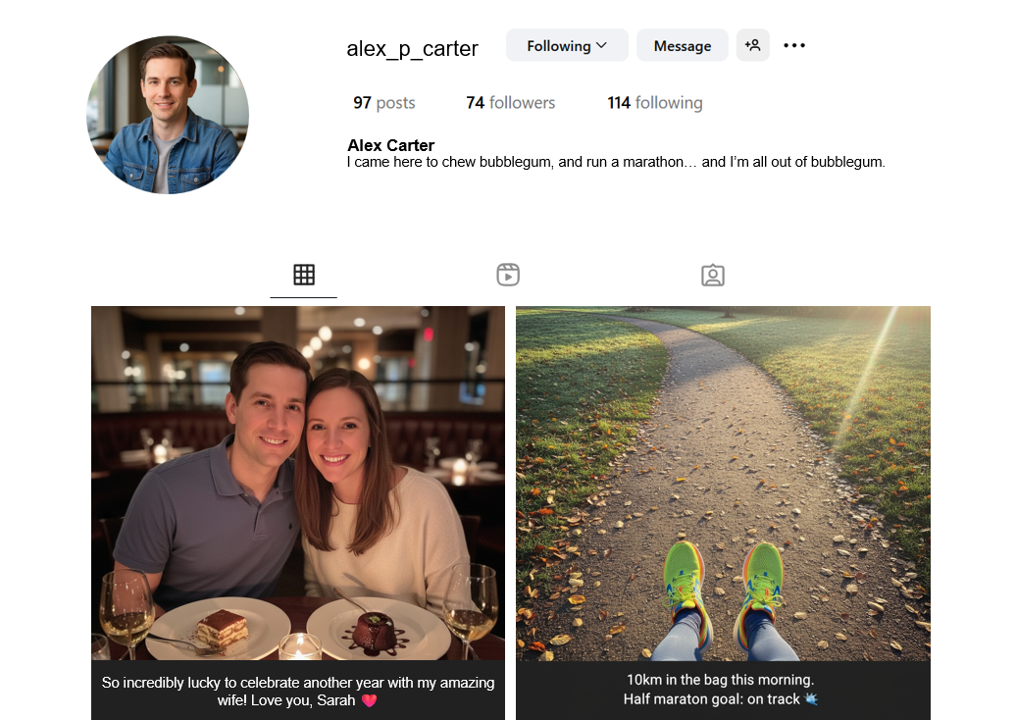 alex_p_carter
Following
Message
97 posts
74 followers
114 following
Alex Carter
I came here to chew bubblegum, and run a marathon… and I'm all out of bubblegum.
So incredibly lucky to celebrate another year with my amazing
wife! Love you, Sarah 💓
10km in the bag this morning.
Half maraton goal: on track